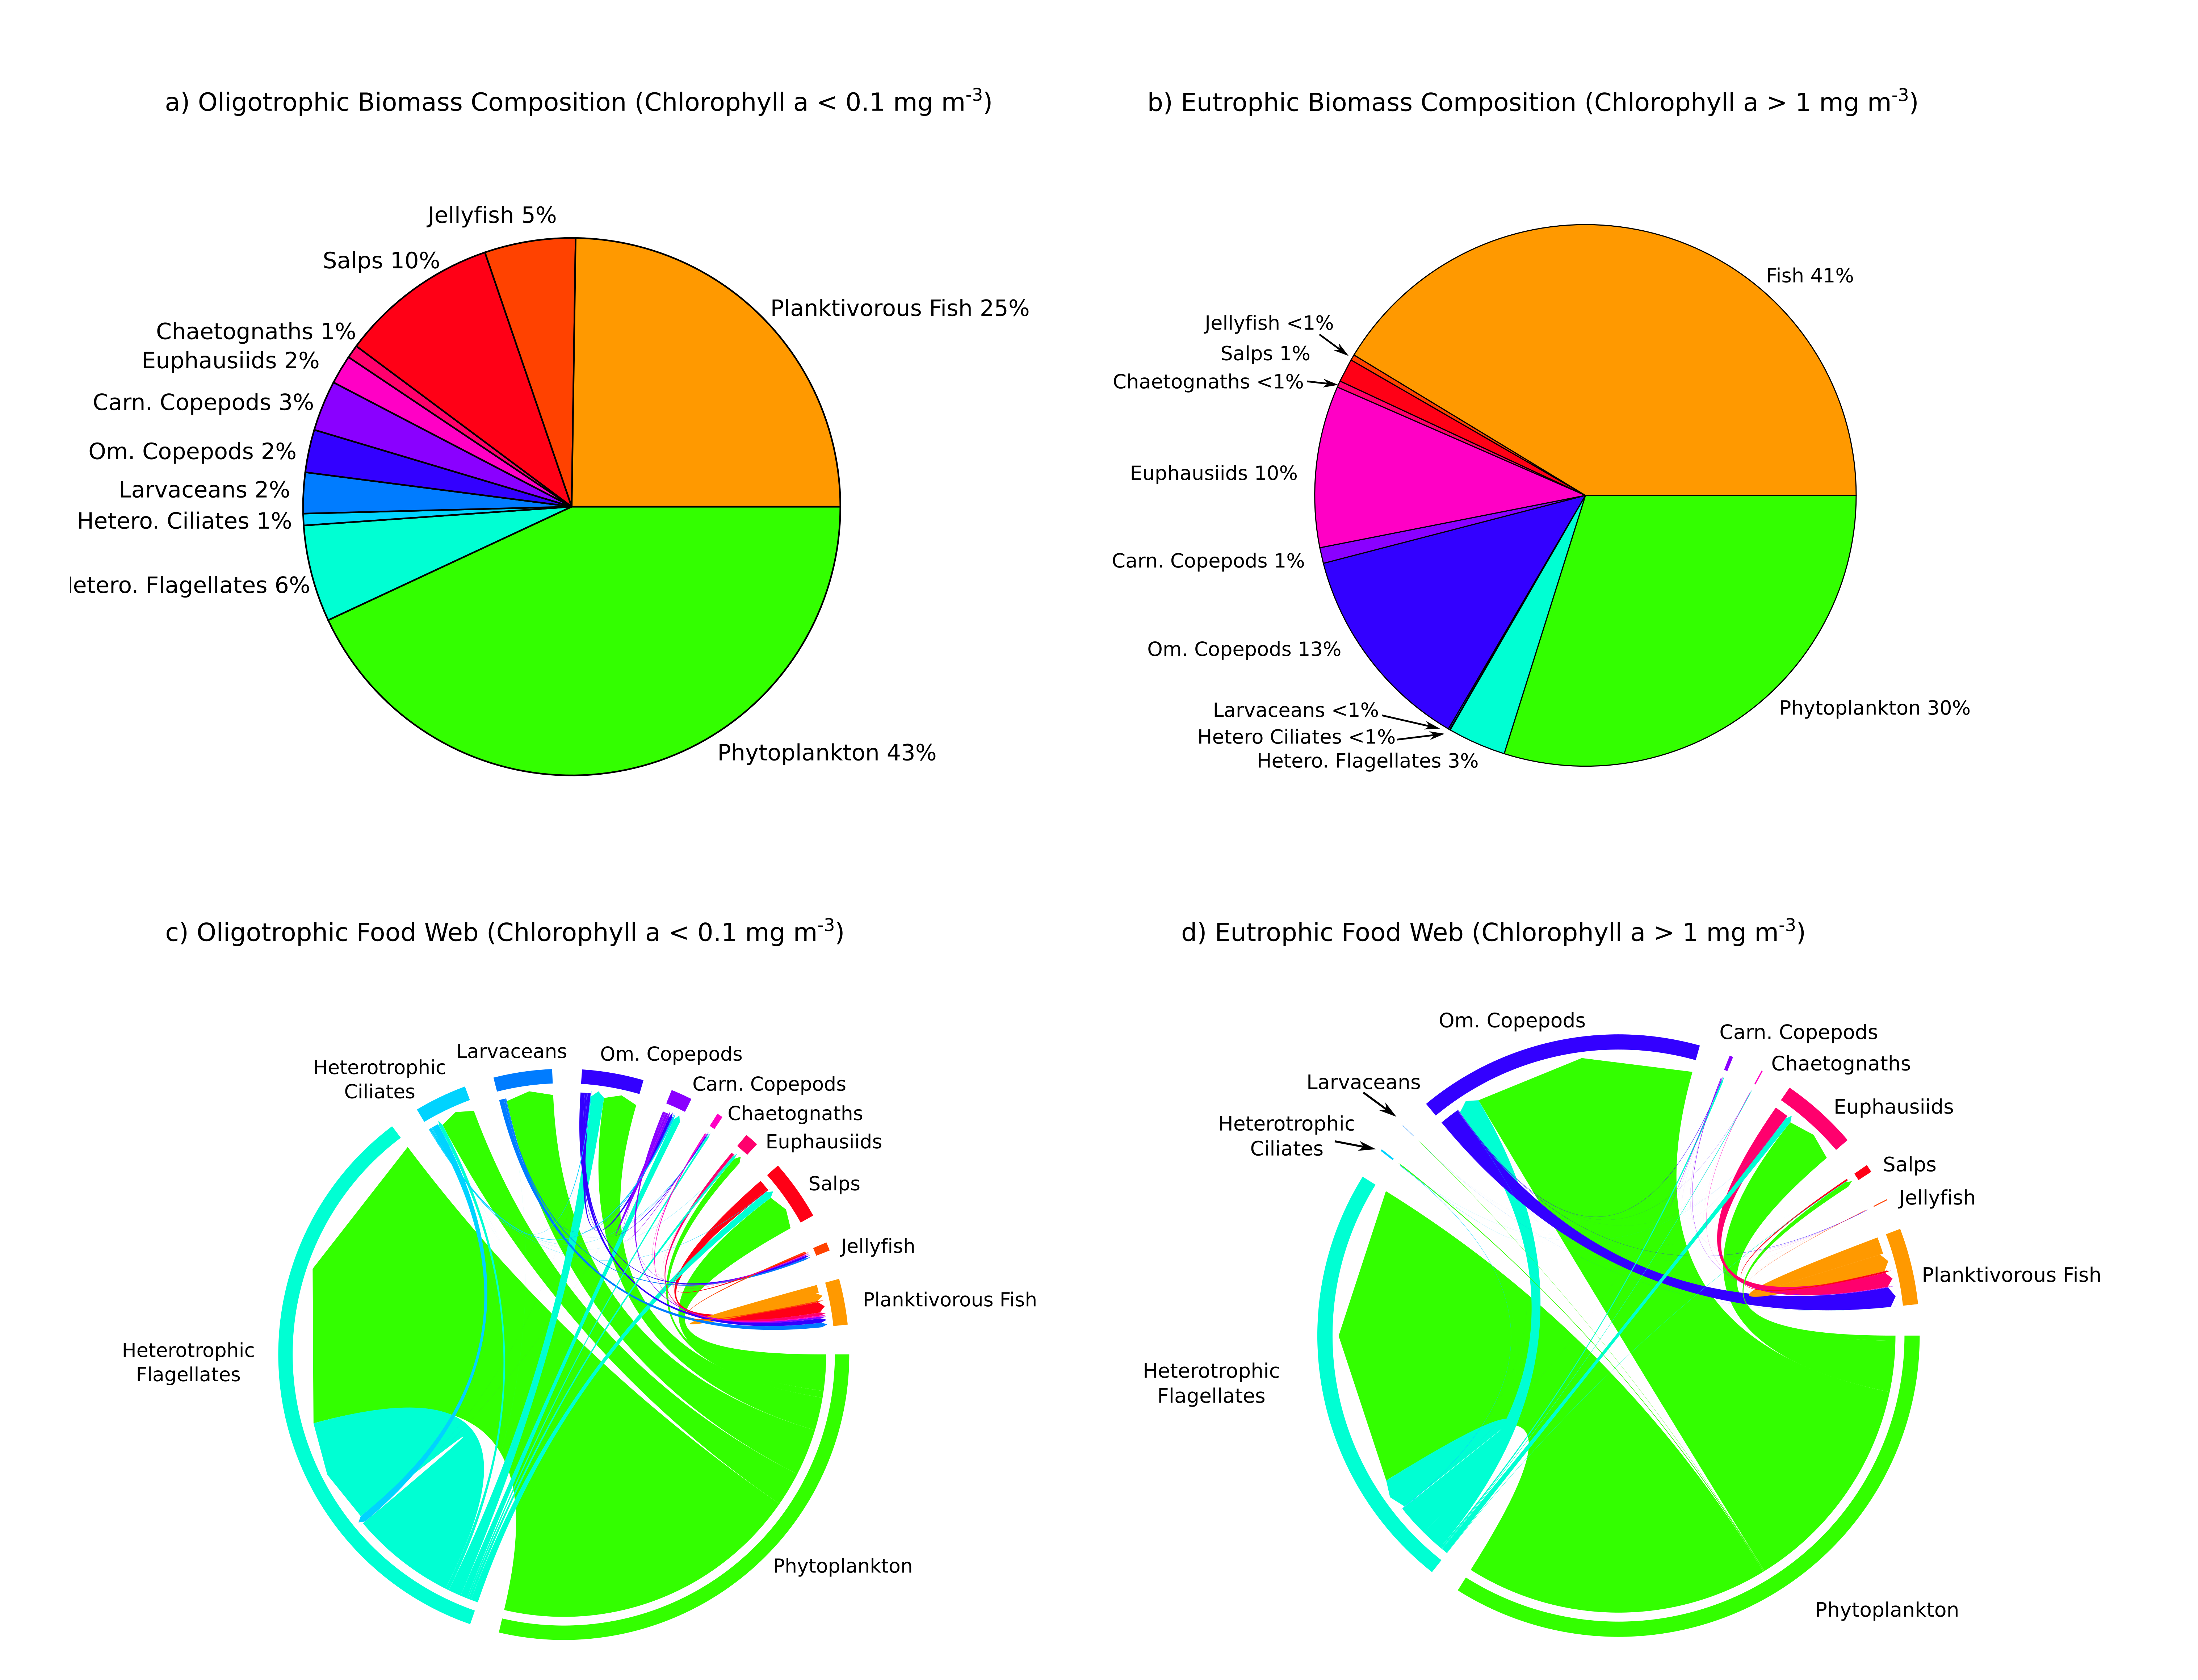 a) Oligotrophic Biomass Composition (Chlorophyll a < 0.1 mg m-3)
Jellyfish 5%
Salps 10%
Planktivorous Fish 25%
Chaetognaths 1%
Euphausiids 2%
Carn. Copepods 3%
Om. Copepods 2%
Larvaceans 2%
Hetero. Ciliates 1%
etero. Flagellates 6%
Phytoplankton 43%
b) Eutrophic Biomass Composition (Chlorophyll a > 1 mg m-3)
Fish 41%
Jellyfish <1%
Salps 1%
Chaetognaths <1%
Euphausiids 10%
Carn. Copepods 1%
Om. Copepods 13%
Larvaceans <1%
Hetero Ciliates <1%
Hetero. Flagellates 3%
Phytoplankton 30%
c) Oligotrophic Food Web (Chlorophyll a < 0.1 mg m-3)
Heterotrophic
Ciliates
Larvaceans
Om. Copepods
Carn. Copepods
Chaetognaths
Euphausiids
Salps
Jellyfish
Planktivorous Fish
Heterotrophic
Flagellates
Phytoplankton
d) Eutrophic Food Web (Chlorophyll a > 1 mg m-3)
Om. Copepods
Carn. Copepods
Chaetognaths
Larvaceans
Euphausiids
Heterotrophic
Ciliates
Salps
Jellyfish
Planktivorous Fish
Heterotrophic
Flagellates
Phytoplankton